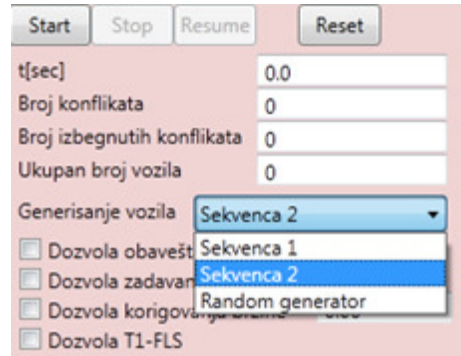 Start Stop Resume Reset
t[sec] 0.0
Broj konflikata 0
Broj izbegnutih konflikata 0
Ukupan broj vozila 0
Generisanje vozila Sekvenca 2
Dozvola obavešt Sekvenca 1
Dozvola zadavan Sekvenca 2
Random generator
Dozvola korigovanja brzine
Dozvola T1-FLS